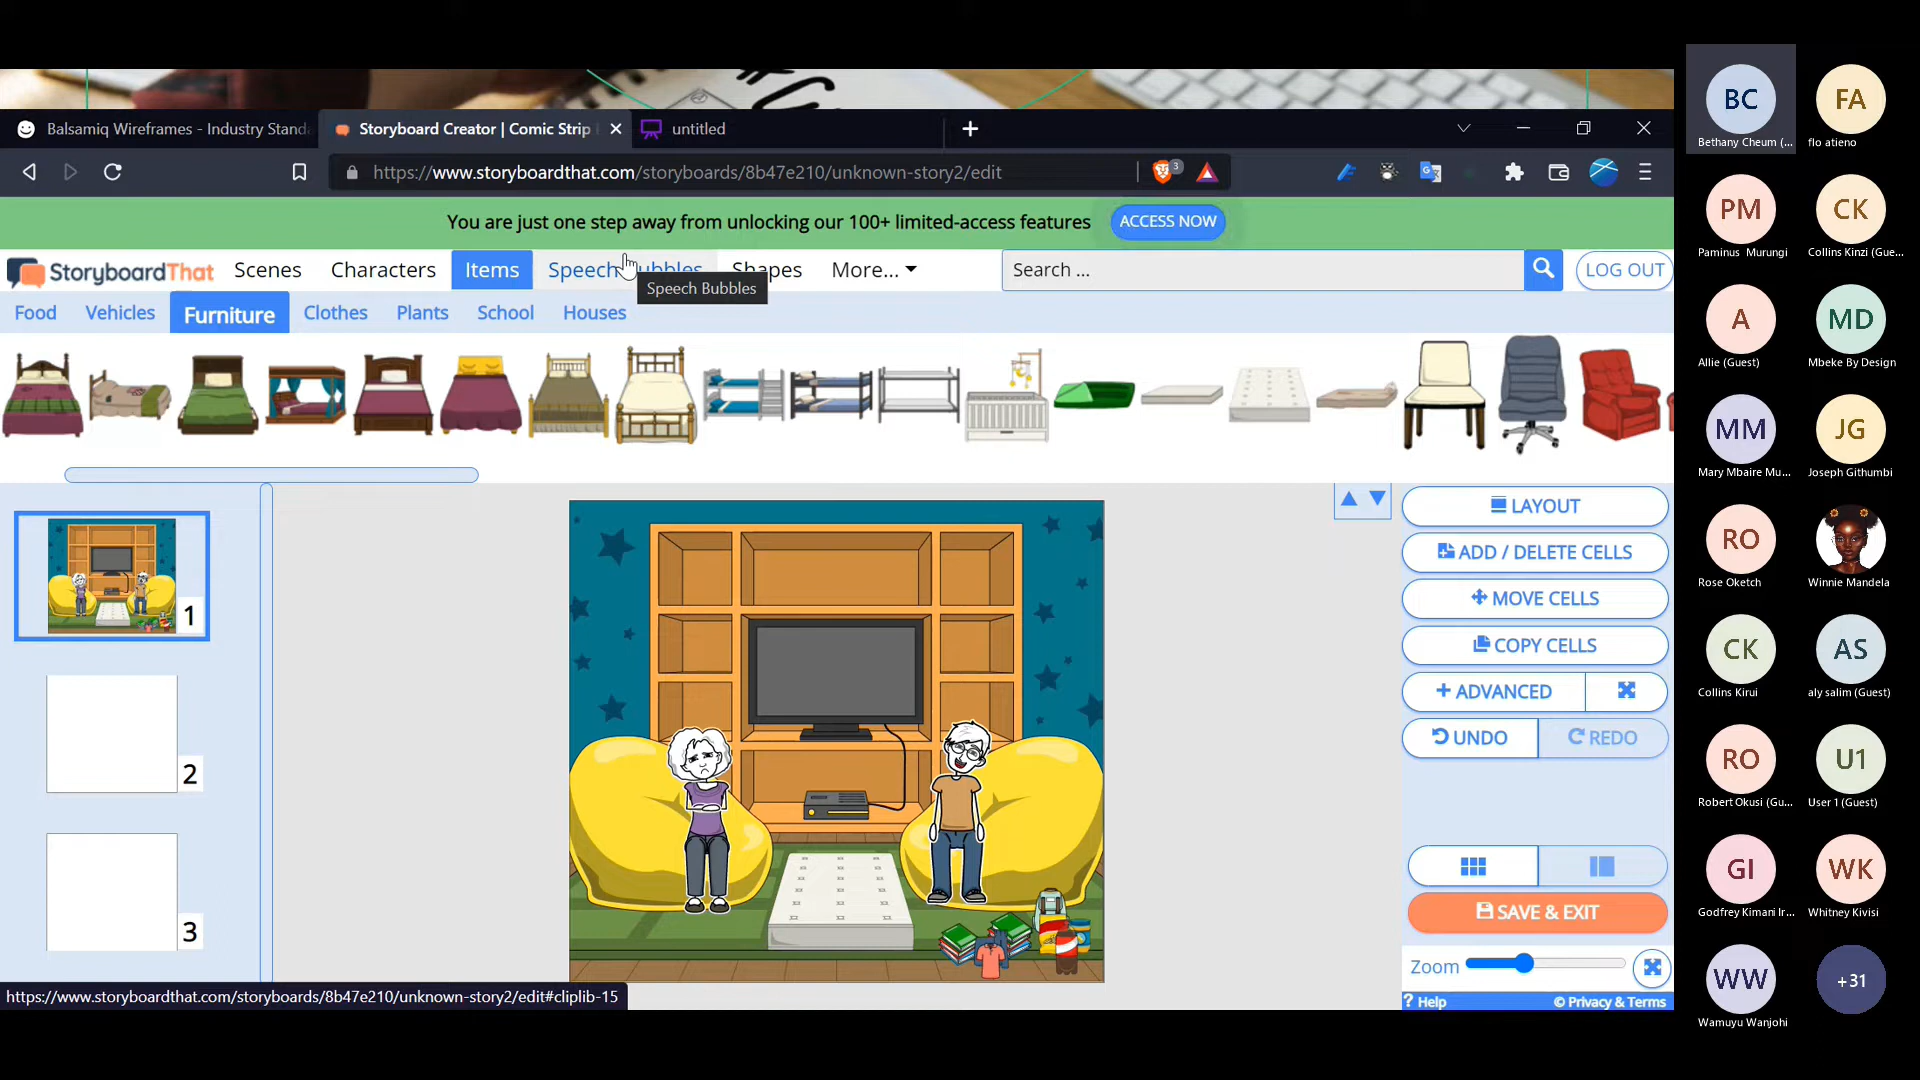 Balsamiq Wireframes - Industry Stand
Storyboard Creator | Comic Strip
untitled
https://www.storyboardthat.com/storyboards/8b47e210/unknown-story2/edit
3
You are just one step away from unlocking our 100+ limited-access features
ACCESS NOW
StoryboardThat
Scenes
Characters
Items
Speech Bubbles
Shapes
More...
Search ...
LOG OUT
Speech Bubbles
Food
Vehicles
Furniture
Clothes
Plants
School
Houses
1
2
3
LAYOUT
ADD / DELETE CELLS
MOVE CELLS
COPY CELLS
+ ADVANCED
UNDO
REDO
SAVE & EXIT
Zoom
? Help
© Privacy & Terms
https://www.storyboardthat.com/storyboards/8b47e210/unknown-story2/edit#cliplib-15
BC
Bethany Cheum (...
FA
flo atieno
PM
Paminus Murungi
CK
Collins Kinzi (Gue...
A
Allie (Guest)
MD
Mbeke By Design
MM
Mary Mbaire Mu...
JG
Joseph Githumbi
RO
Rose Oketch
Winnie Mandela
CK
Collins Kirui
AS
aly salim (Guest)
RO
Robert Okusi (Gu...
U1
User 1 (Guest)
GI
Godfrey Kimani Ir...
WK
Whitney Kivisi
WW
Wamuyu Wanjohi
+31